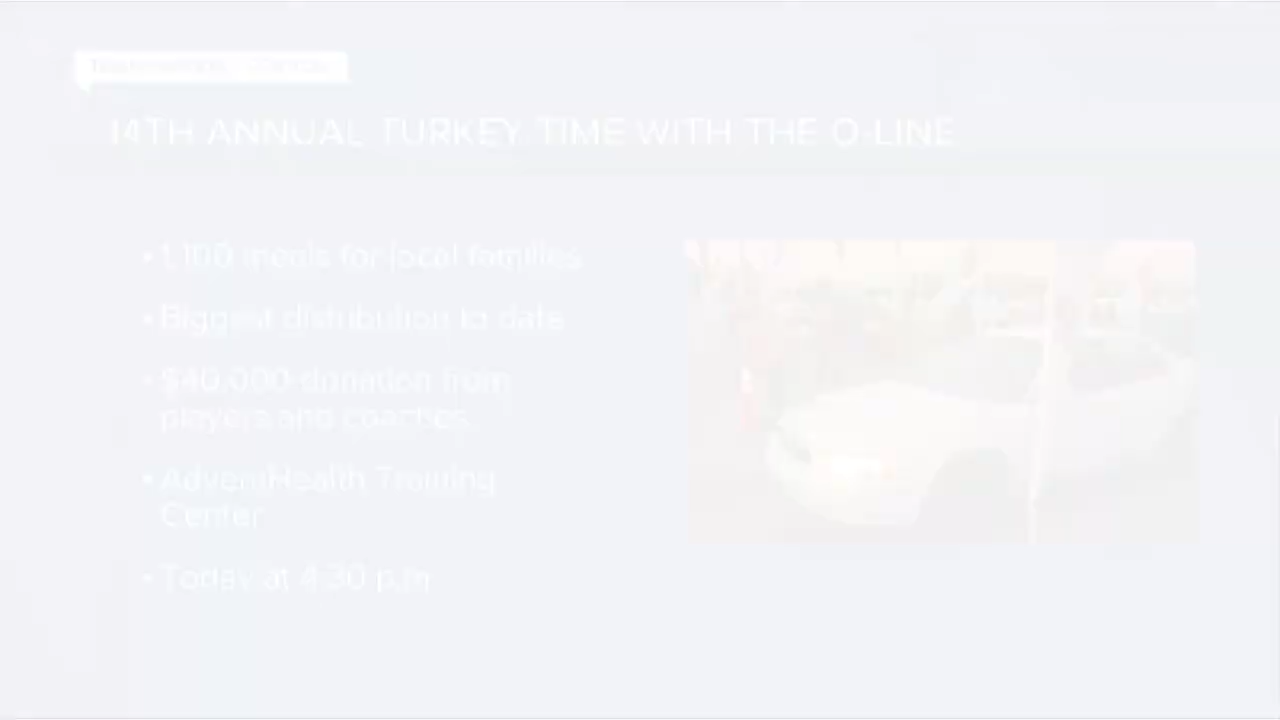 14TH ANNUAL TURKEY TIME WITH THE O-LINE
• 1,100 meals for local families
• Biggest distribution to date
• $40,000 donation from
players and coaches
• AdventHealth Training
Center
• Today at 4:30 p.m